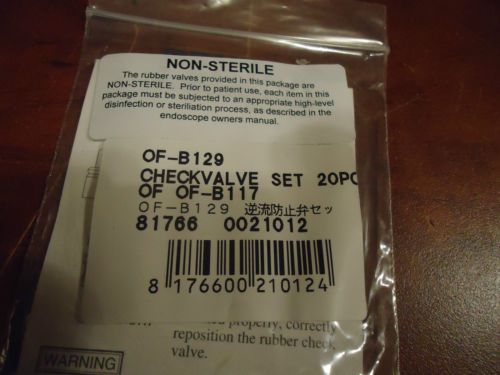 NON-STERILE
The rubber valves provided in this package are
NON-STERILE. Prior to patient use, each item in this
package must be subjected to an appropriate high-level
disinfection or steriliation process, as described in the
endoscope owners manual.
OF-B129
CHECKVALVE SET 20PC
OF OF-B117
OF-B129 逆流防止弁セッ
81766 0021012
8 176600 210124
properly, correctly
reposition the rubber check
valve.
WARNING